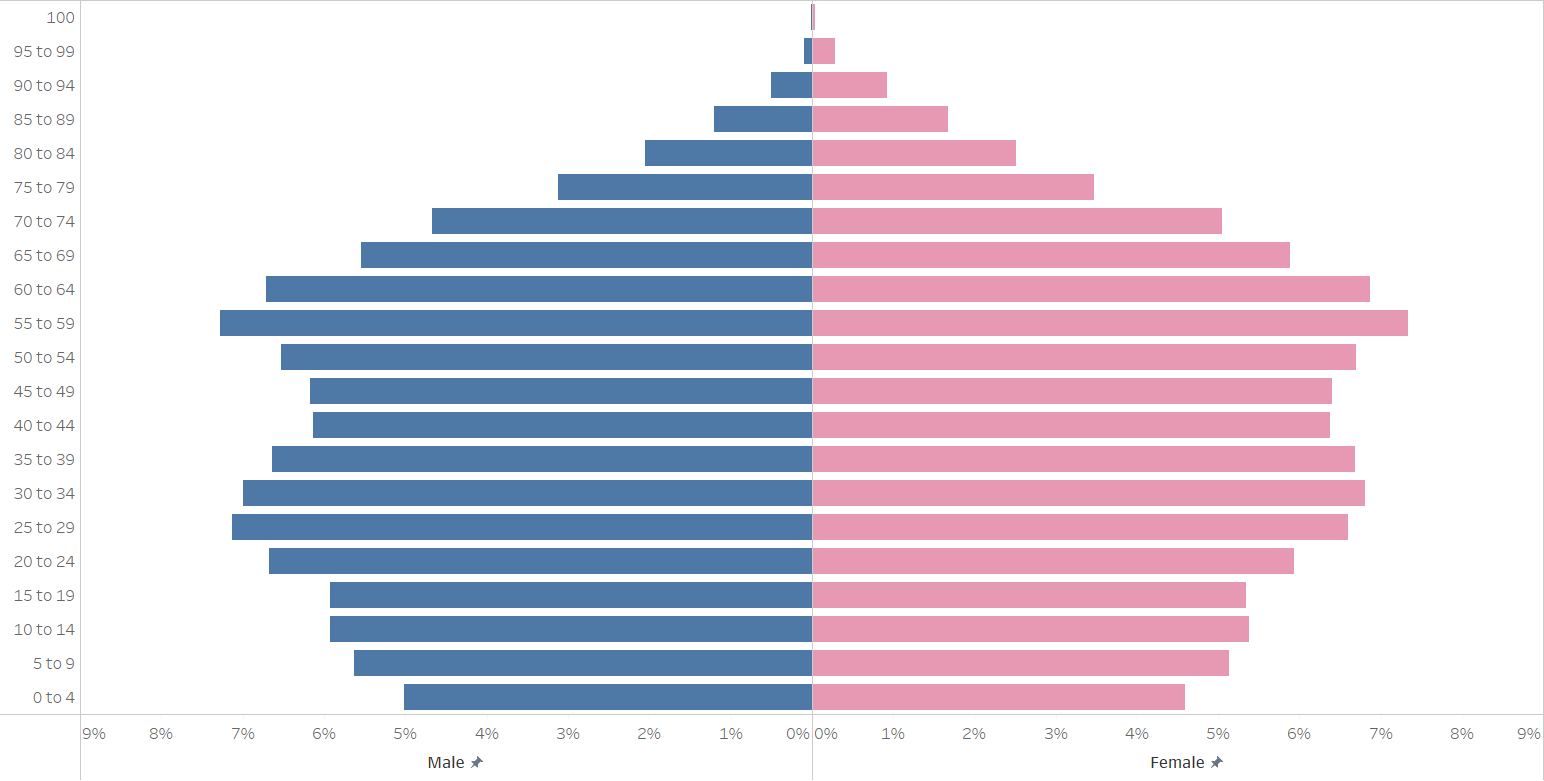 100
95 to 99
90 to 94
85 to 89
80 to 84
75 to 79
70 to 74
65 to 69
60 to 64
55 to 59
50 to 54
45 to 49
40 to 44
35 to 39
30 to 34
25 to 29
20 to 24
15 to 19
10 to 14
5 to 9
0 to 4
9% 8% 7% 6% 5% 4% 3% 2% 1% 0% 0% 1% 2% 3% 4% 5% 6% 7% 8% 9%
Male Female